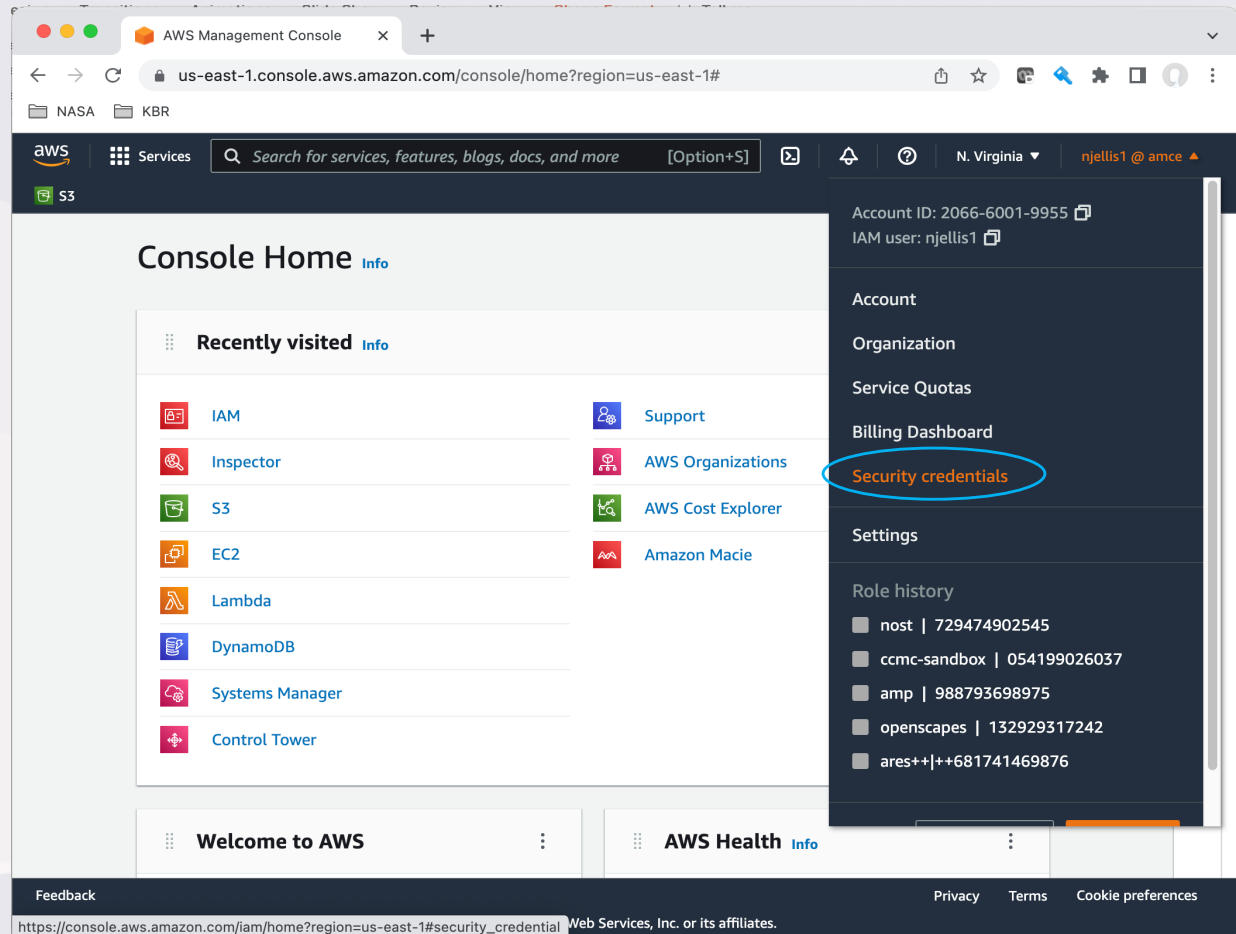 AWS Management Console
us-east-1.console.aws.amazon.com/console/home?region=us-east-1#
NASA KBR
aws Services Search for services, features, blogs, docs, and more [Option+S] N. Virginia njellis1 @ amce
S3
Account ID: 2066-6001-9955
IAM user: njellis1
Account
Organization
Service Quotas
Billing Dashboard
Security credentials
Settings
Role history
nost | 729474902545
ccmc-sandbox | 054199026037
amp | 988793698975
openscapes | 132929317242
ares++|++681741469876
Console Home Info
Recently visited Info
IAM
Inspector
S3
EC2
Lambda
DynamoDB
Systems Manager
Control Tower
Support
AWS Organizations
AWS Cost Explorer
Amazon Macie
Welcome to AWS
AWS Health Info
Feedback Privacy Terms Cookie preferences
https://console.aws.amazon.com/iam/home?region=us-east-1#security_credential Web Services, Inc. or its affiliates.